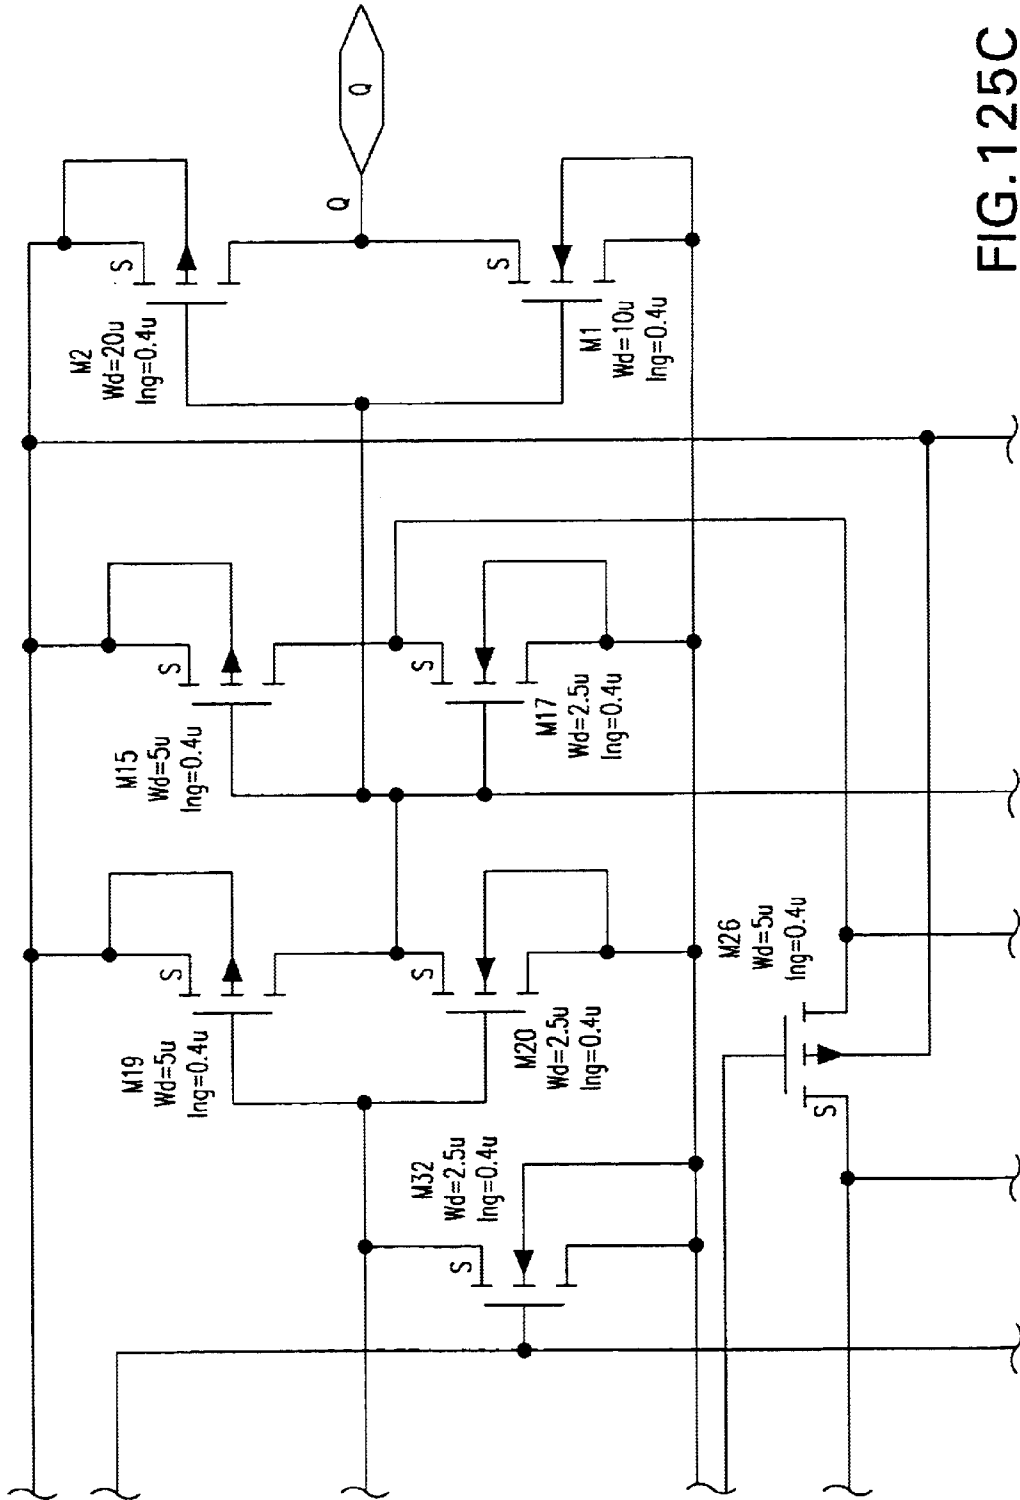 M2
Wd=20u
lng=0.4u
S
Q
Q
S
M1
Wd=10u
lng=0.4u
M15
Wd=5u
lng=0.4u
S
S
M17
Wd=2.5u
lng=0.4u
M19
Wd=5u
lng=0.4u
S
S
M20
Wd=2.5u
lng=0.4u
M32
Wd=2.5u
lng=0.4u
S
M26
Wd=5u
lng=0.4u
S
FIG. 125C